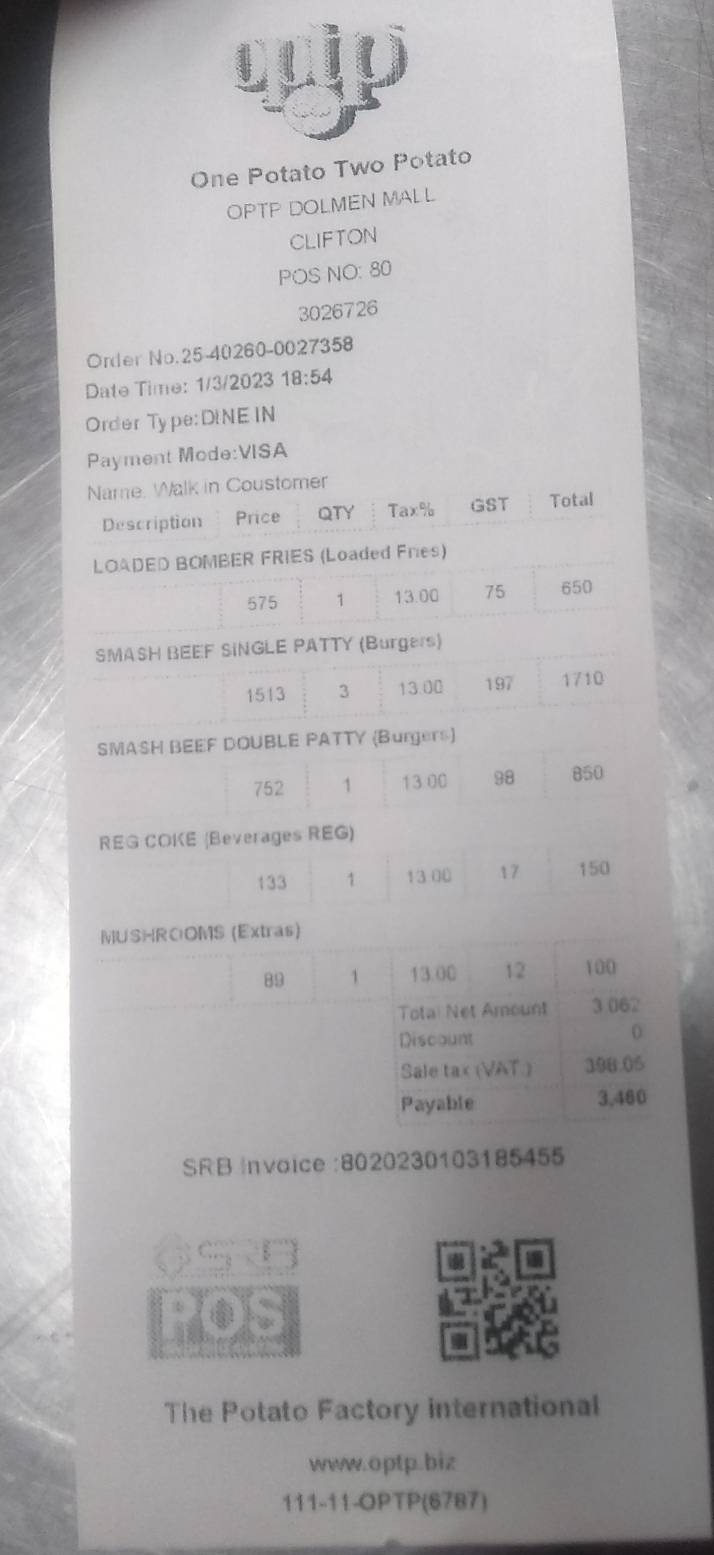 optp
One Potato Two Potato
OPTP DOLMEN MALL
CLIFTON
POS NO: 80
3026726
Order No.25-40260-0027358
Date Time: 1/3/2023 18:54
Order Type:DINE IN
Payment Mode:VISA
Name: Walk in Coustomer
Description Price QTY Tax% GST Total
LOADED BOMBER FRIES (Loaded Fries)
575 1 13.00 75 650
SMASH BEEF SINGLE PATTY (Burgers)
1513 3 13.00 197 1710
SMASH BEEF DOUBLE PATTY (Burgers)
752 1 13.00 98 850
REG COKE (Beverages REG)
133 1 13.00 17 150
MUSHROOMS (Extras)
89 1 13.00 12 100
Total Net Amount 3,062
Discount 0
Sale tax (VAT ) 398.05
Payable 3,460
SRB Invoice :8020230103185455
SRB
POS
The Potato Factory International
www.optp.biz
111-11-OPTP(6787)